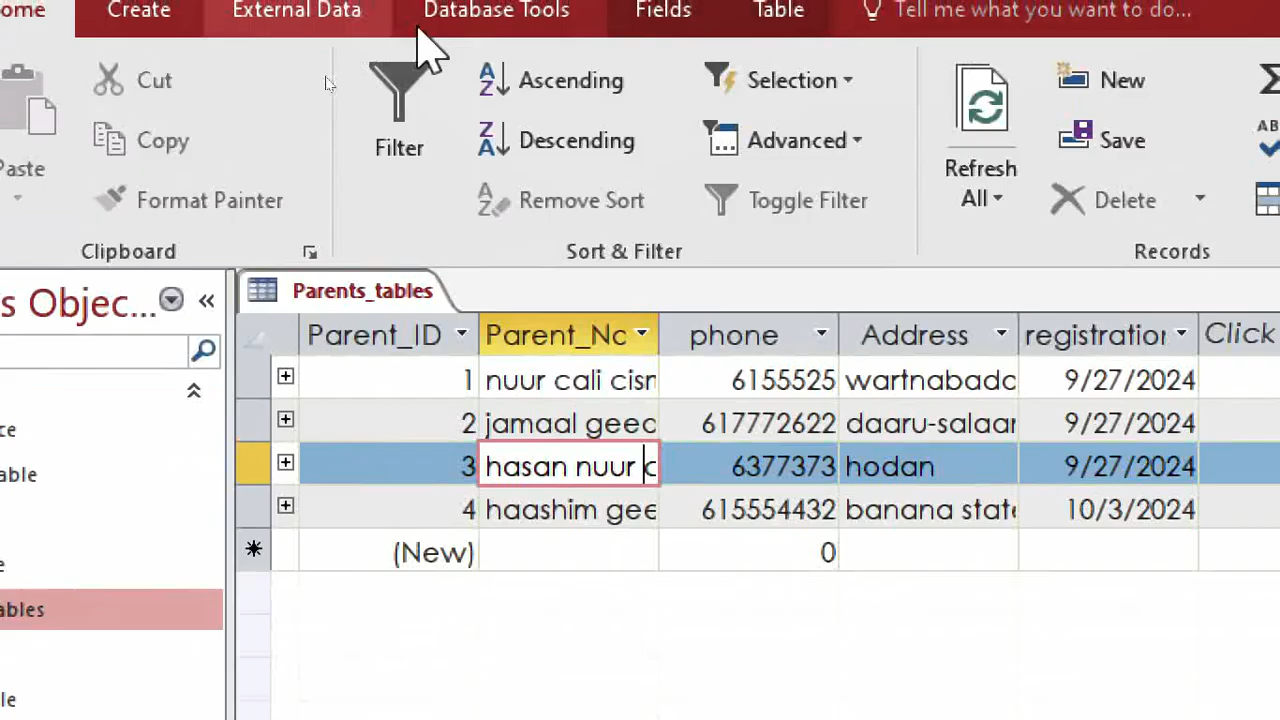 ome Create External Data Database Tools Fields Table Tell me what you want to do...
Cut
Copy
Paste
Format Painter
Clipboard
Filter
Ascending
Descending
Remove Sort
Selection
Advanced
Toggle Filter
Sort & Filter
Refresh
All
New
Save
Delete
Records
s Objec... «
Parents_tables
Parent_ID Parent_Nc phone Address registration Click
1 nuur cali cism 6155525 wartnabadc 9/27/2024
2 jamaal geec 617772622 daaru-salaam 9/27/2024
3 hasan nuur c 6377373 hodan 9/27/2024
4 haashim gee 615554432 banana state 10/3/2024
(New) 0
ce
able
e
ables
le